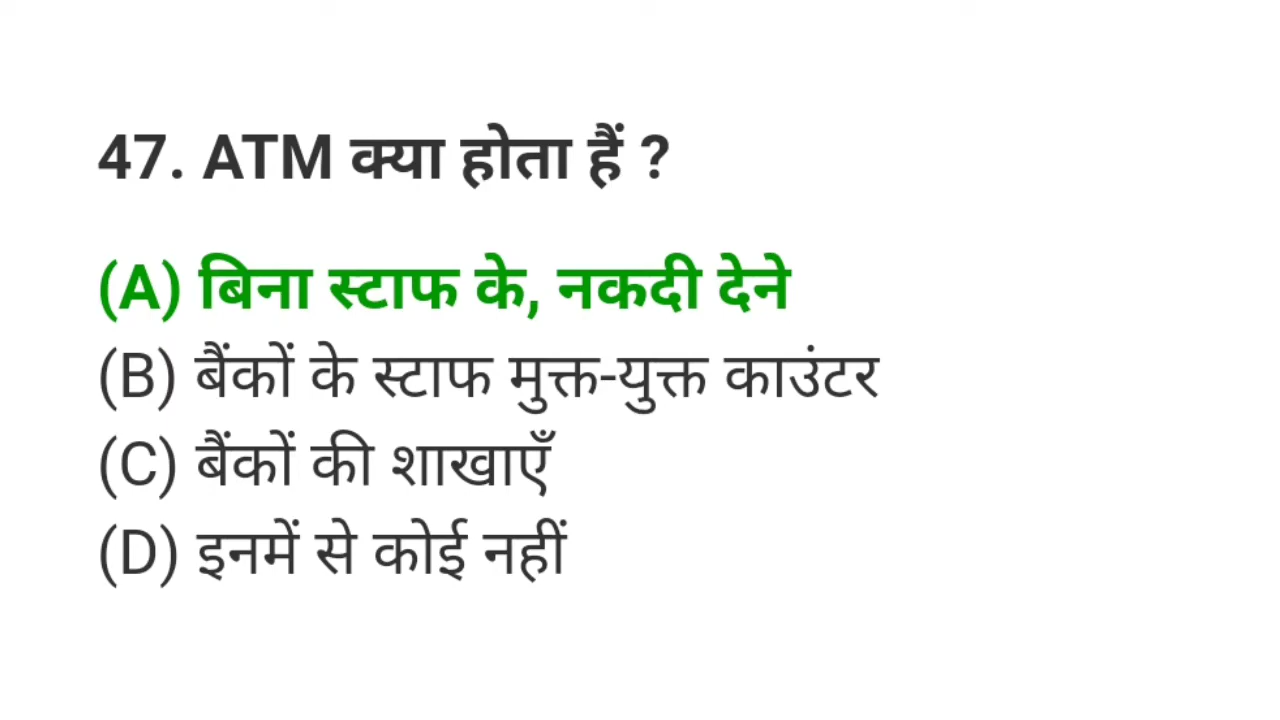 47. ATM क्या होता हैं ?
(A) बिना स्टाफ के, नकदी देने
(B) बैंकों के स्टाफ मुक्त-युक्त काउंटर
(C) बैंकों की शाखाएँ
(D) इनमें से कोई नहीं